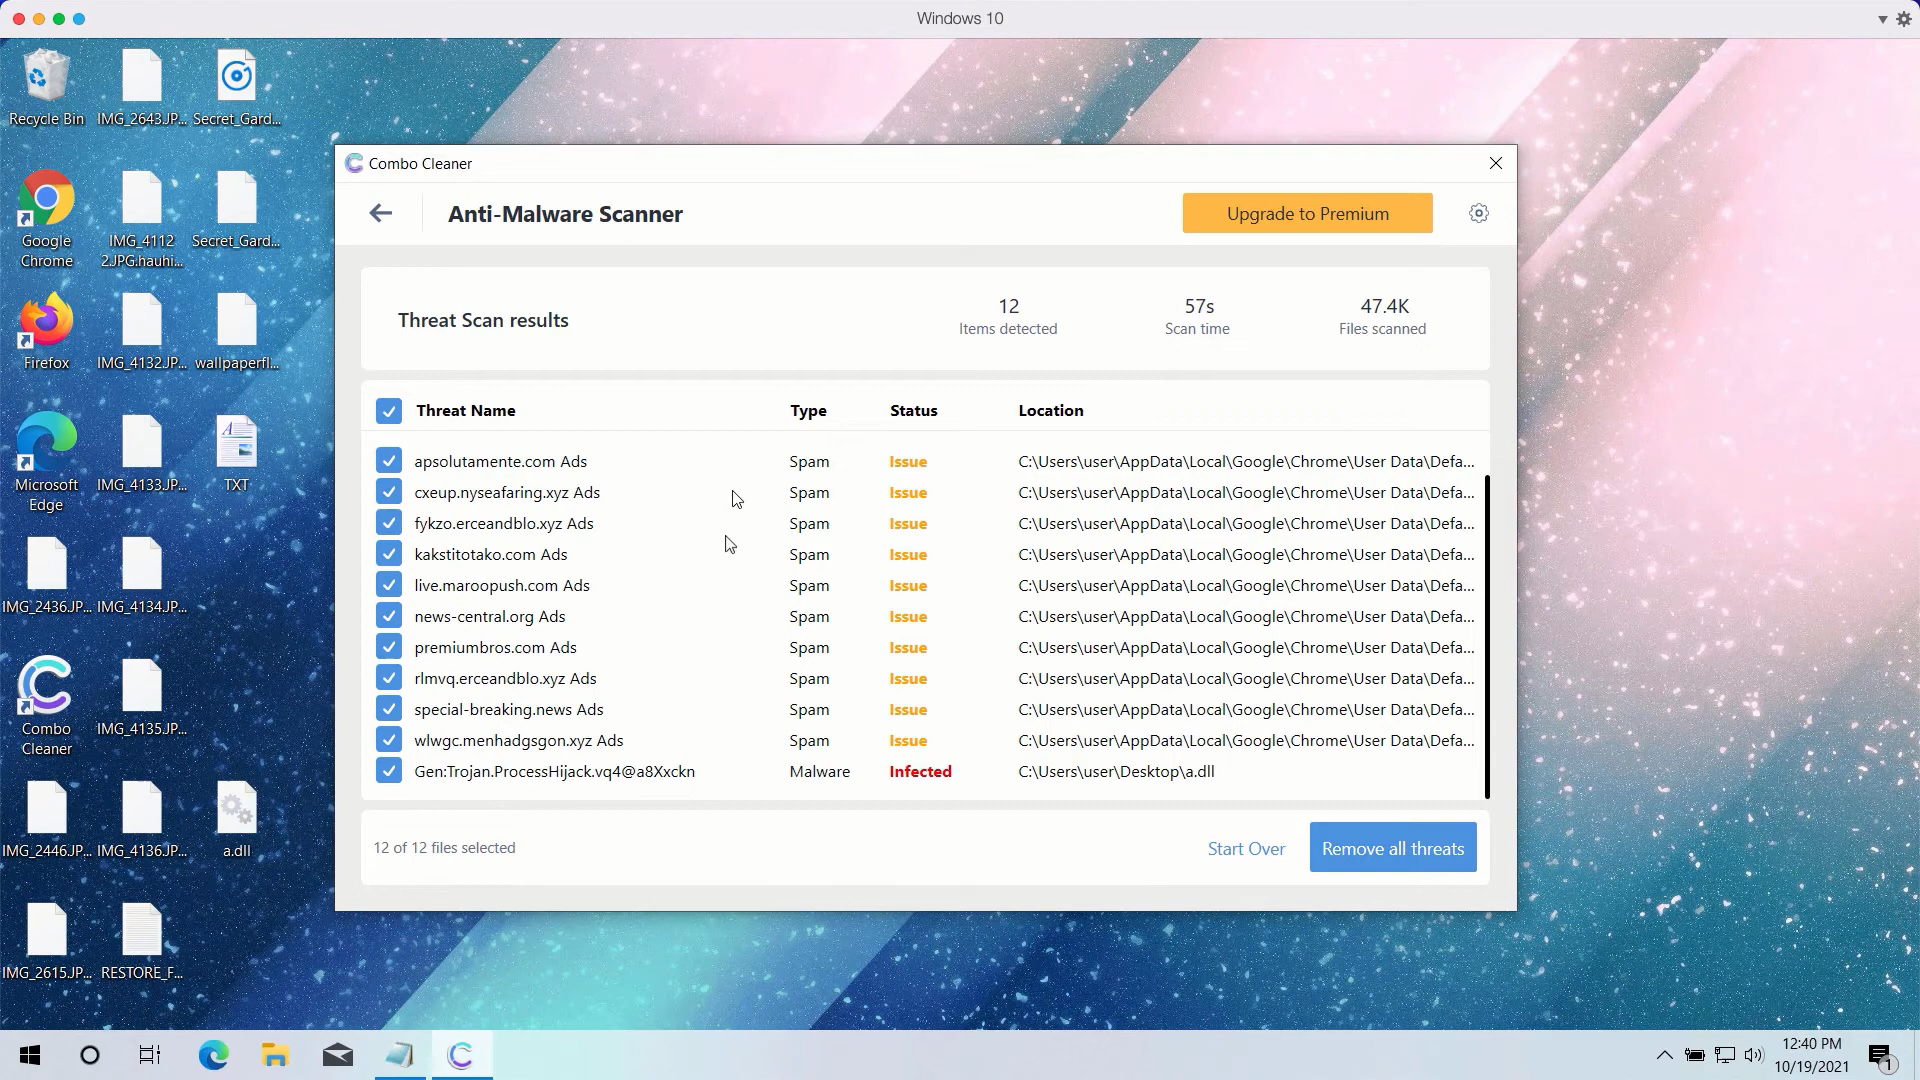 Windows 10
Recycle Bin
IMG_2643.JP...
Secret_Gard...
Google
Chrome
IMG_4112
2.JPG.hauhi...
Secret_Gard...
Firefox
IMG_4132.JP...
wallpaperfl...
Microsoft
Edge
IMG_4133.JP...
TXT
IMG_2436.JP...
IMG_4134.JP...
Combo
Cleaner
IMG_4135.JP...
IMG_2446.JP...
IMG_4136.JP...
a.dll
IMG_2615.JP...
RESTORE_F...
Combo Cleaner
Anti-Malware Scanner
Upgrade to Premium
Threat Scan results
12
Items detected
57s
Scan time
47.4K
Files scanned
Threat Name Type Status Location
apsolutamente.com Ads Spam Issue C:\Users\user\AppData\Local\Google\Chrome\User Data\Defa...
cxeup.nyseafaring.xyz Ads Spam Issue C:\Users\user\AppData\Local\Google\Chrome\User Data\Defa...
fykzo.erceandblo.xyz Ads Spam Issue C:\Users\user\AppData\Local\Google\Chrome\User Data\Defa...
kakstitotako.com Ads Spam Issue C:\Users\user\AppData\Local\Google\Chrome\User Data\Defa...
live.maroopush.com Ads Spam Issue C:\Users\user\AppData\Local\Google\Chrome\User Data\Defa...
news-central.org Ads Spam Issue C:\Users\user\AppData\Local\Google\Chrome\User Data\Defa...
premiumbros.com Ads Spam Issue C:\Users\user\AppData\Local\Google\Chrome\User Data\Defa...
rlmvq.erceandblo.xyz Ads Spam Issue C:\Users\user\AppData\Local\Google\Chrome\User Data\Defa...
special-breaking.news Ads Spam Issue C:\Users\user\AppData\Local\Google\Chrome\User Data\Defa...
wlwgc.menhadgsgon.xyz Ads Spam Issue C:\Users\user\AppData\Local\Google\Chrome\User Data\Defa...
Gen:Trojan.ProcessHijack.vq4@a8Xxckn Malware Infected C:\Users\user\Desktop\a.dll
12 of 12 files selected
Start Over
Remove all threats
12:40 PM
10/19/2021
1